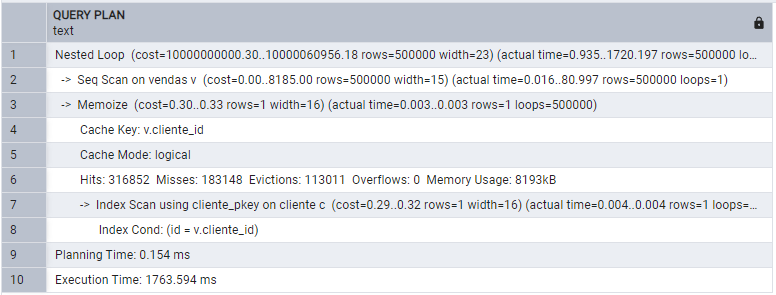 QUERY PLAN
text
1 Nested Loop (cost=10000000000.30..10000060956.18 rows=500000 width=23) (actual time=0.935..1720.197 rows=500000 lo...
2 -> Seq Scan on vendas v (cost=0.00..8185.00 rows=500000 width=15) (actual time=0.016..80.997 rows=500000 loops=1)
3 -> Memoize (cost=0.30..0.33 rows=1 width=16) (actual time=0.003..0.003 rows=1 loops=500000)
4 Cache Key: v.cliente_id
5 Cache Mode: logical
6 Hits: 316852 Misses: 183148 Evictions: 113011 Overflows: 0 Memory Usage: 8193kB
7 -> Index Scan using cliente_pkey on cliente c (cost=0.29..0.32 rows=1 width=16) (actual time=0.004..0.004 rows=1 loops=...
8 Index Cond: (id = v.cliente_id)
9 Planning Time: 0.154 ms
10 Execution Time: 1763.594 ms